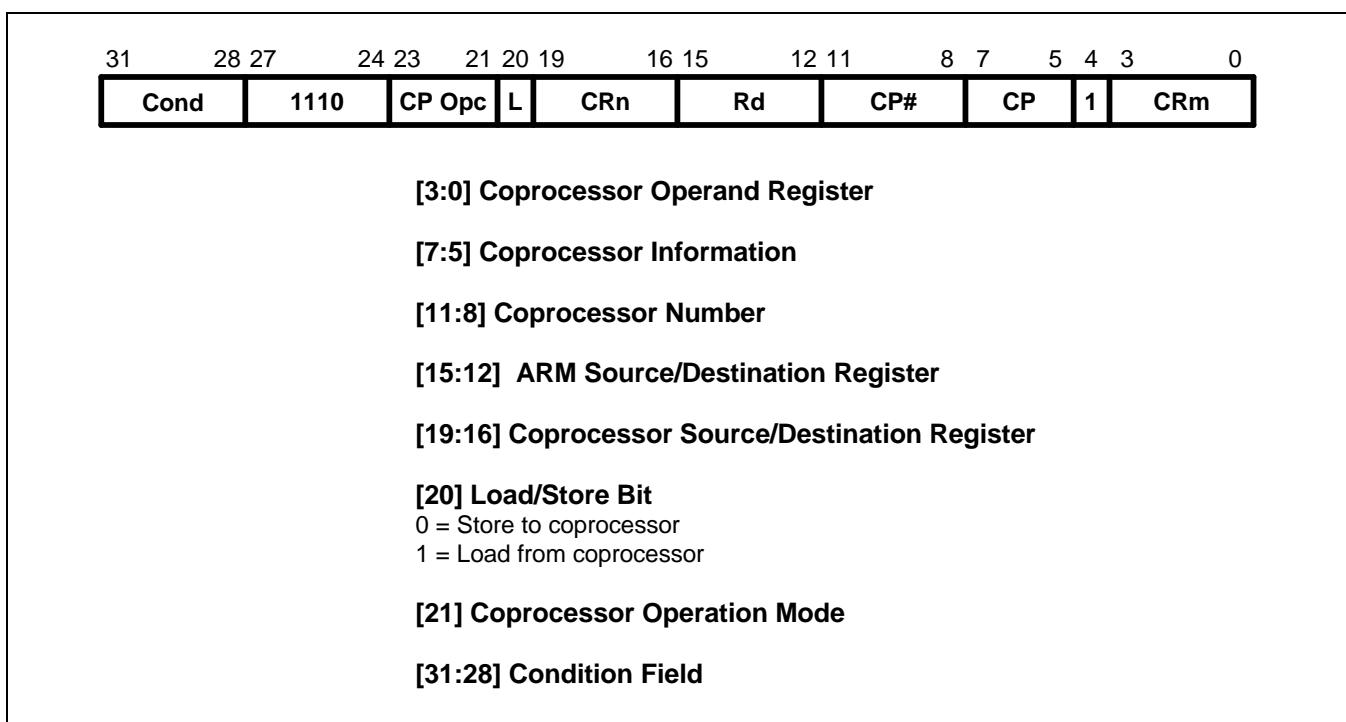 31 28 27 24 23 21 20 19 16 15 12 11 8 7 5 4 3 0
Cond 1110 CP Opc L CRn Rd CP# CP 1 CRm
[3:0] Coprocessor Operand Register
[7:5] Coprocessor Information
[11:8] Coprocessor Number
[15:12] ARM Source/Destination Register
[19:16] Coprocessor Source/Destination Register
[20] Load/Store Bit
0 = Store to coprocessor
1 = Load from coprocessor
[21] Coprocessor Operation Mode
[31:28] Condition Field